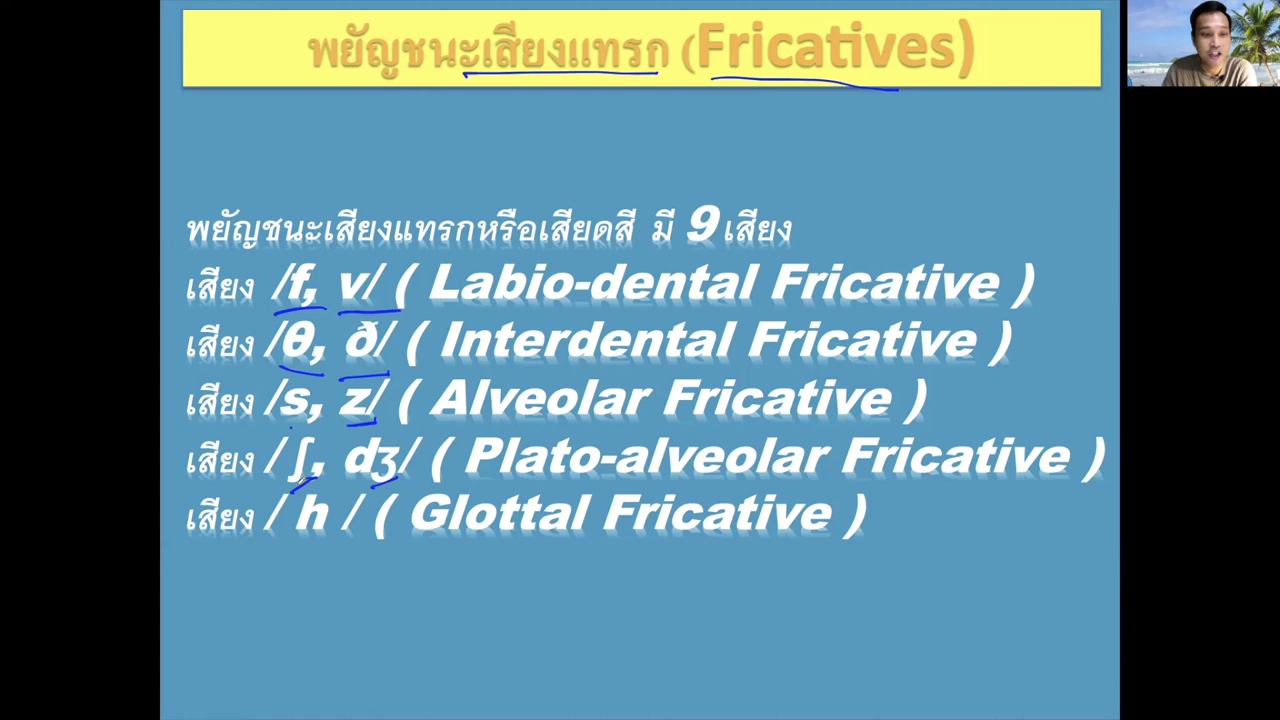 พยัญชนะเสียงแทรก (Fricatives)
พยัญชนะเสียงแทรกหรือเสียดสี มี 9 เสียง
เสียง /f, v/ ( Labio-dental Fricative )
เสียง /θ, ð/ ( Interdental Fricative )
เสียง /s, z/ ( Alveolar Fricative )
เสียง / ʃ, dʒ/ ( Plato-alveolar Fricative )
เสียง / h / ( Glottal Fricative )